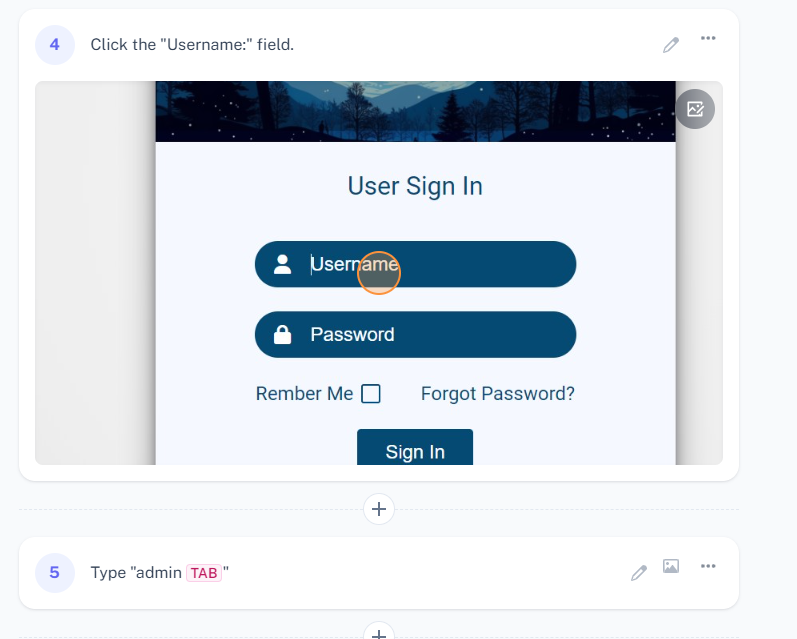 4 Click the "Username:" field.
User Sign In
Username
Password
Rember Me Forgot Password?
Sign In
5 Type "admin TAB"